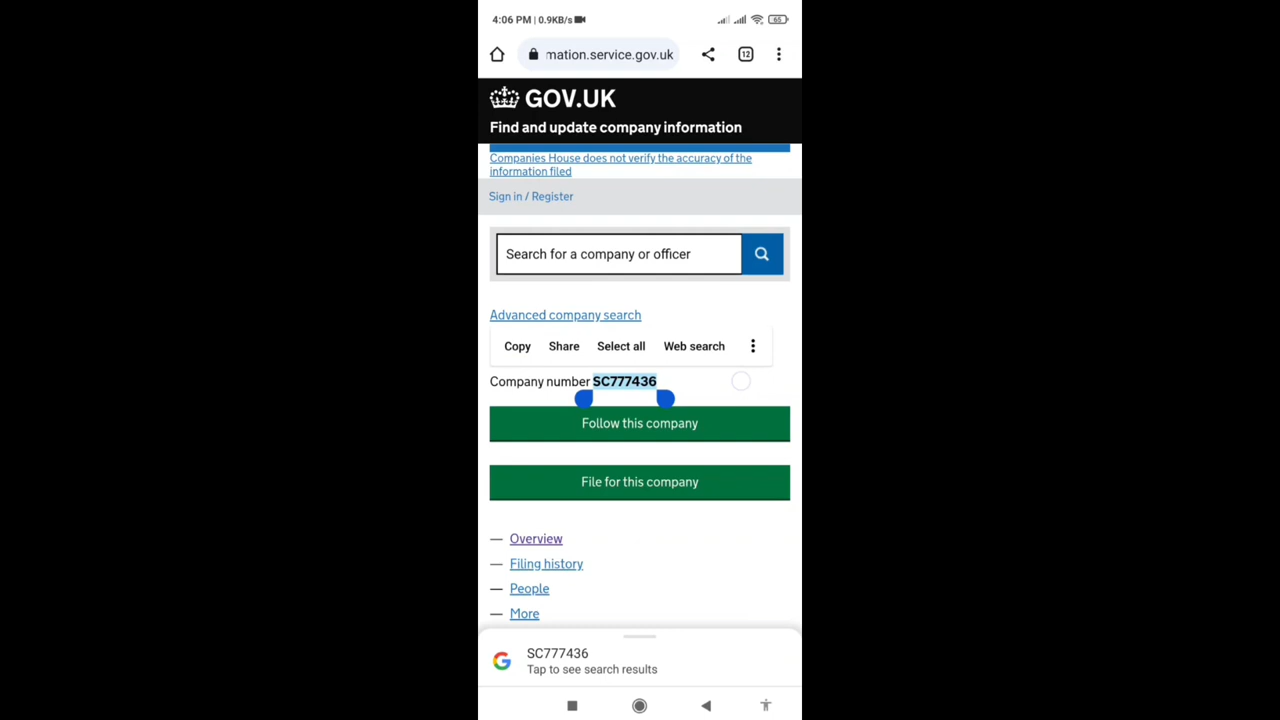 4:06 PM | 0.9KB/s
65
mation.service.gov.uk
12
GOV.UK
Find and update company information
Companies House does not verify the accuracy of the
information filed
Sign in / Register
Search for a company or officer
Advanced company search
Copy Share Select all Web search
Company number SC777436
Follow this company
File for this company
— Overview
— Filing history
— People
— More
SC777436
Tap to see search results